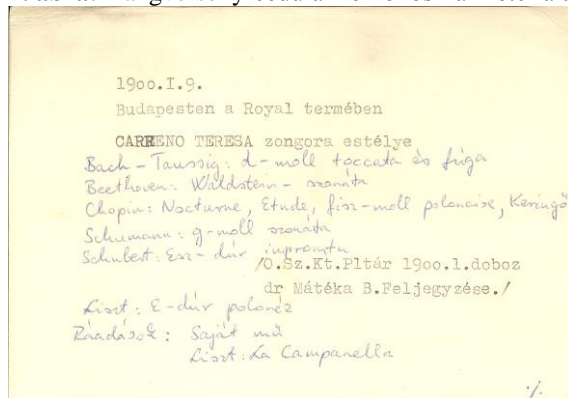 1900.I.9.
Budapesten a Royal termében
CARRENO TERESA zongora estélye
Bach - Taussig: d-moll toccata és fúga
Beethoven: Waldstein - szonáta
Chopin: Nocturne, Etude, fisz-moll polonaise, Keringő
Schumann: g-moll szonáta
Schubert: Esz-dúr impromtu
/O.Sz.Kt.Pltár 1900.1.doboz
dr Mátéka B.Feljegyzése./
Liszt: E-dúr polonéz
Ráadások: Saját mű
Liszt: La Campanella
./.